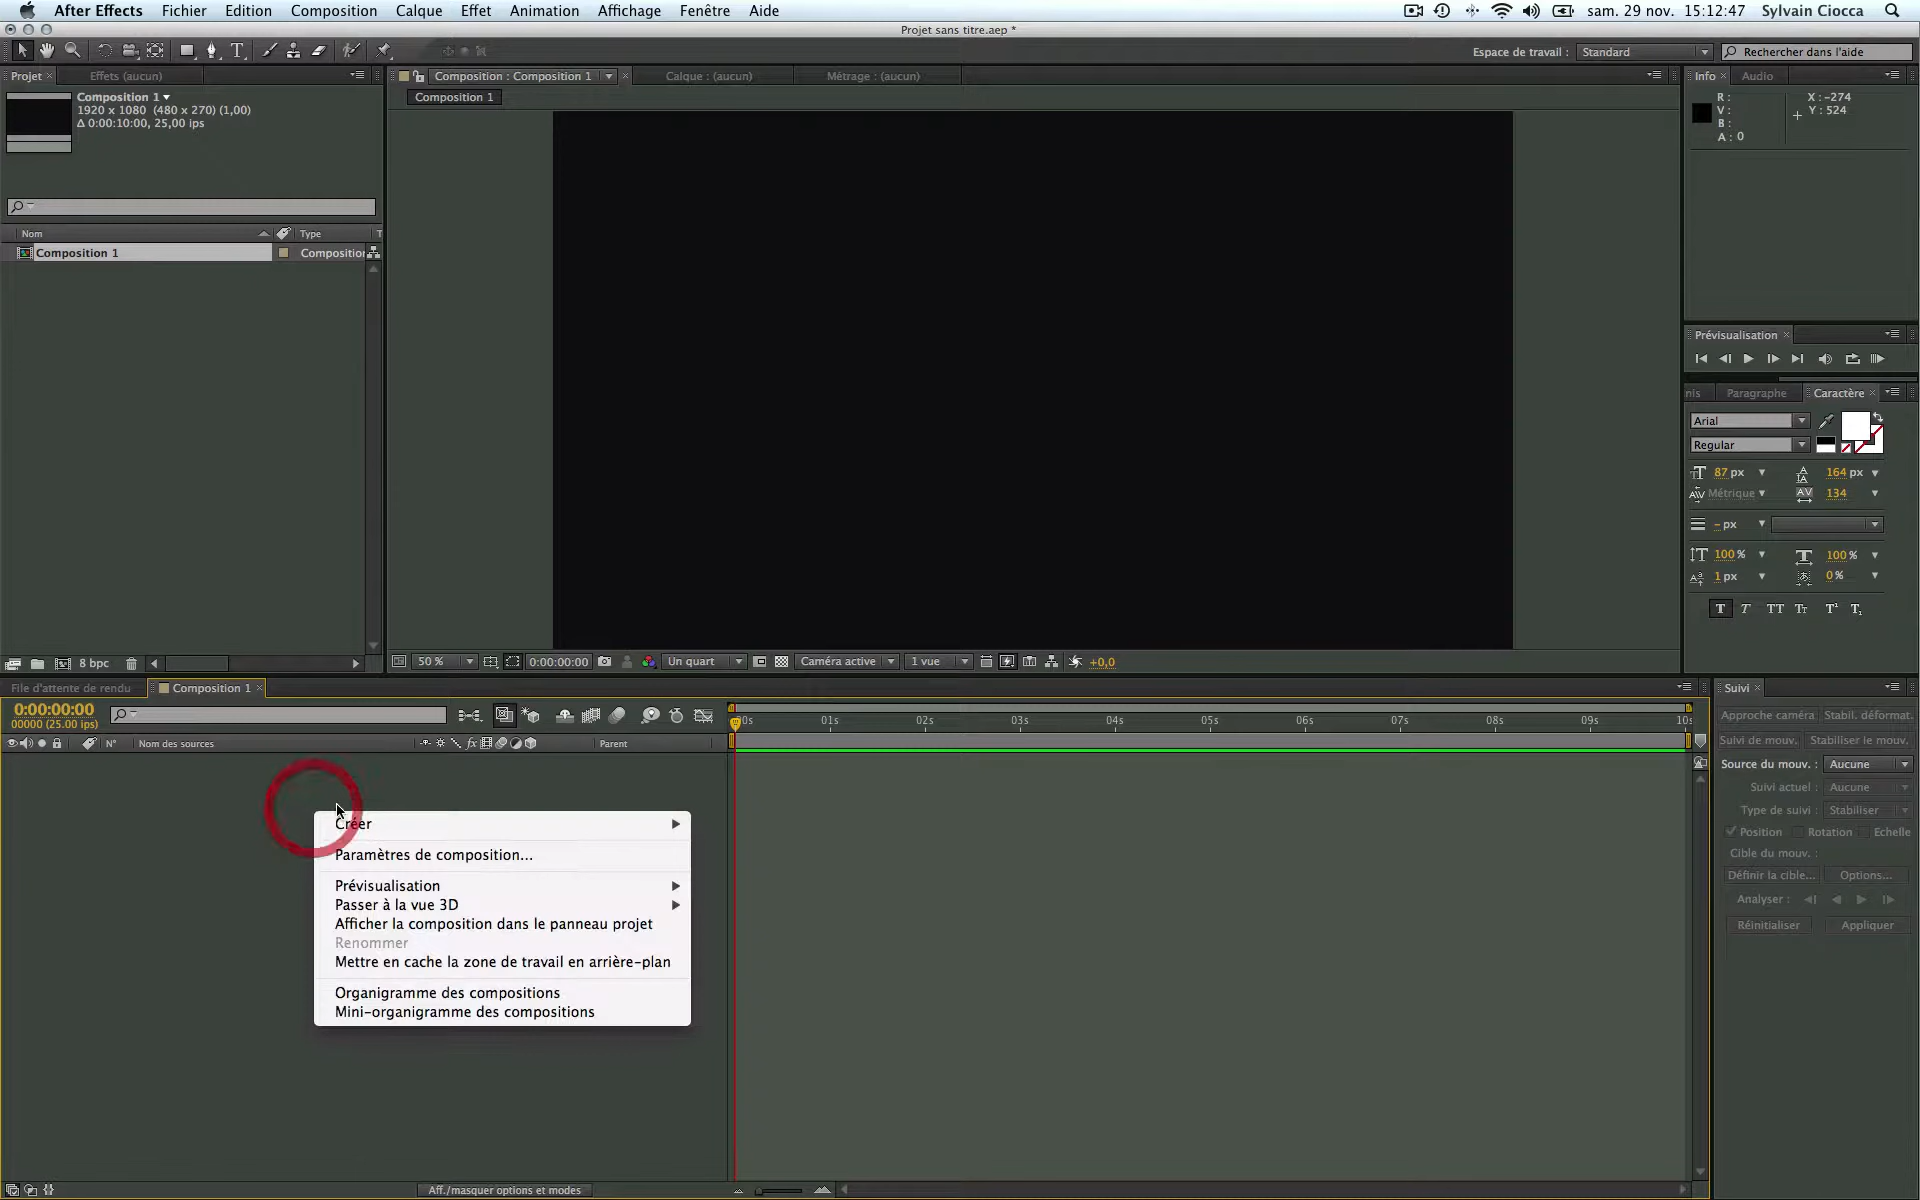 After Effects Fichier Edition Composition Calque Effet Animation Affichage Fenêtre Aide sam. 29 nov. 15:12:47 Sylvain Ciocca
Projet sans titre.aep *
Espace de travail : Standard Rechercher dans l'aide
Projet Effets (aucun) Composition : Composition 1 Calque : (aucun) Métrage : (aucun) Info Audio
Composition 1
1920 x 1080 (480 x 270) (1,00)
Δ 0:00:10:00, 25,00 ips
Composition 1
R :
V :
B :
A : 0
X : -274
Y : 524
Nom Type
Composition 1 Compositio
Prévisualisation
Paragraphe Caractère
Arial
Regular
87 px 164 px
Métrique 134
- px
100 % 100 %
1 px 0 %
T T TT Tr T¹ T₁
8 bpc
50 % 0:00:00:00 Un quart Caméra active 1 vue +0,0
File d'attente de rendu Composition 1
0:00:00:00
00000 (25.00 ips)
00s 01s 02s 03s 04s 05s 06s 07s 08s 09s 10s
N° Nom des sources Parent
Créer
Paramètres de composition...
Prévisualisation
Passer à la vue 3D
Afficher la composition dans le panneau projet
Renommer
Mettre en cache la zone de travail en arrière-plan
Organigramme des compositions
Mini-organigramme des compositions
Suivi
Approche caméra Stabil. déformat.
Suivi de mouv. Stabiliser le mouv.
Source du mouv. : Aucune
Suivi actuel : Aucune
Type de suivi : Stabiliser
Position Rotation Echelle
Cible du mouv. :
Définir la cible... Options...
Analyser :
Réinitialiser Appliquer
Aff./masquer options et modes